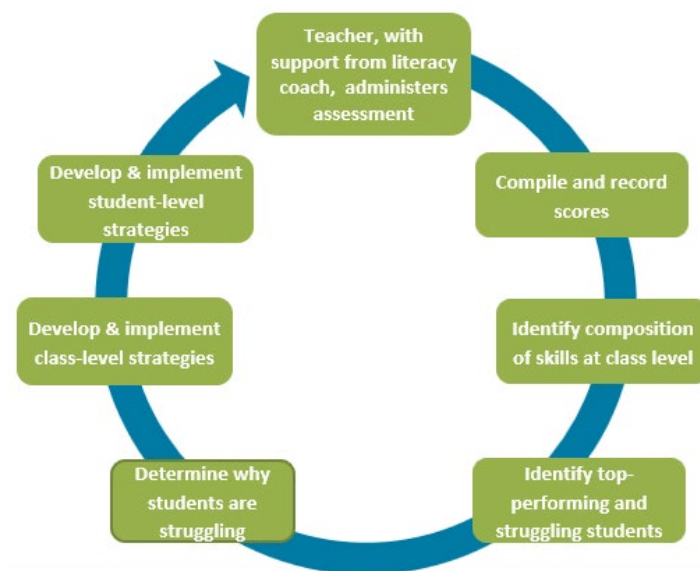 Teacher, with
support from literacy
coach, administers
assessment
Compile and record
scores
Identify composition
of skills at class level
Identify top-
performing and
struggling students
Determine why
students are
struggling
Develop & implement
class-level strategies
Develop & implement
student-level
strategies